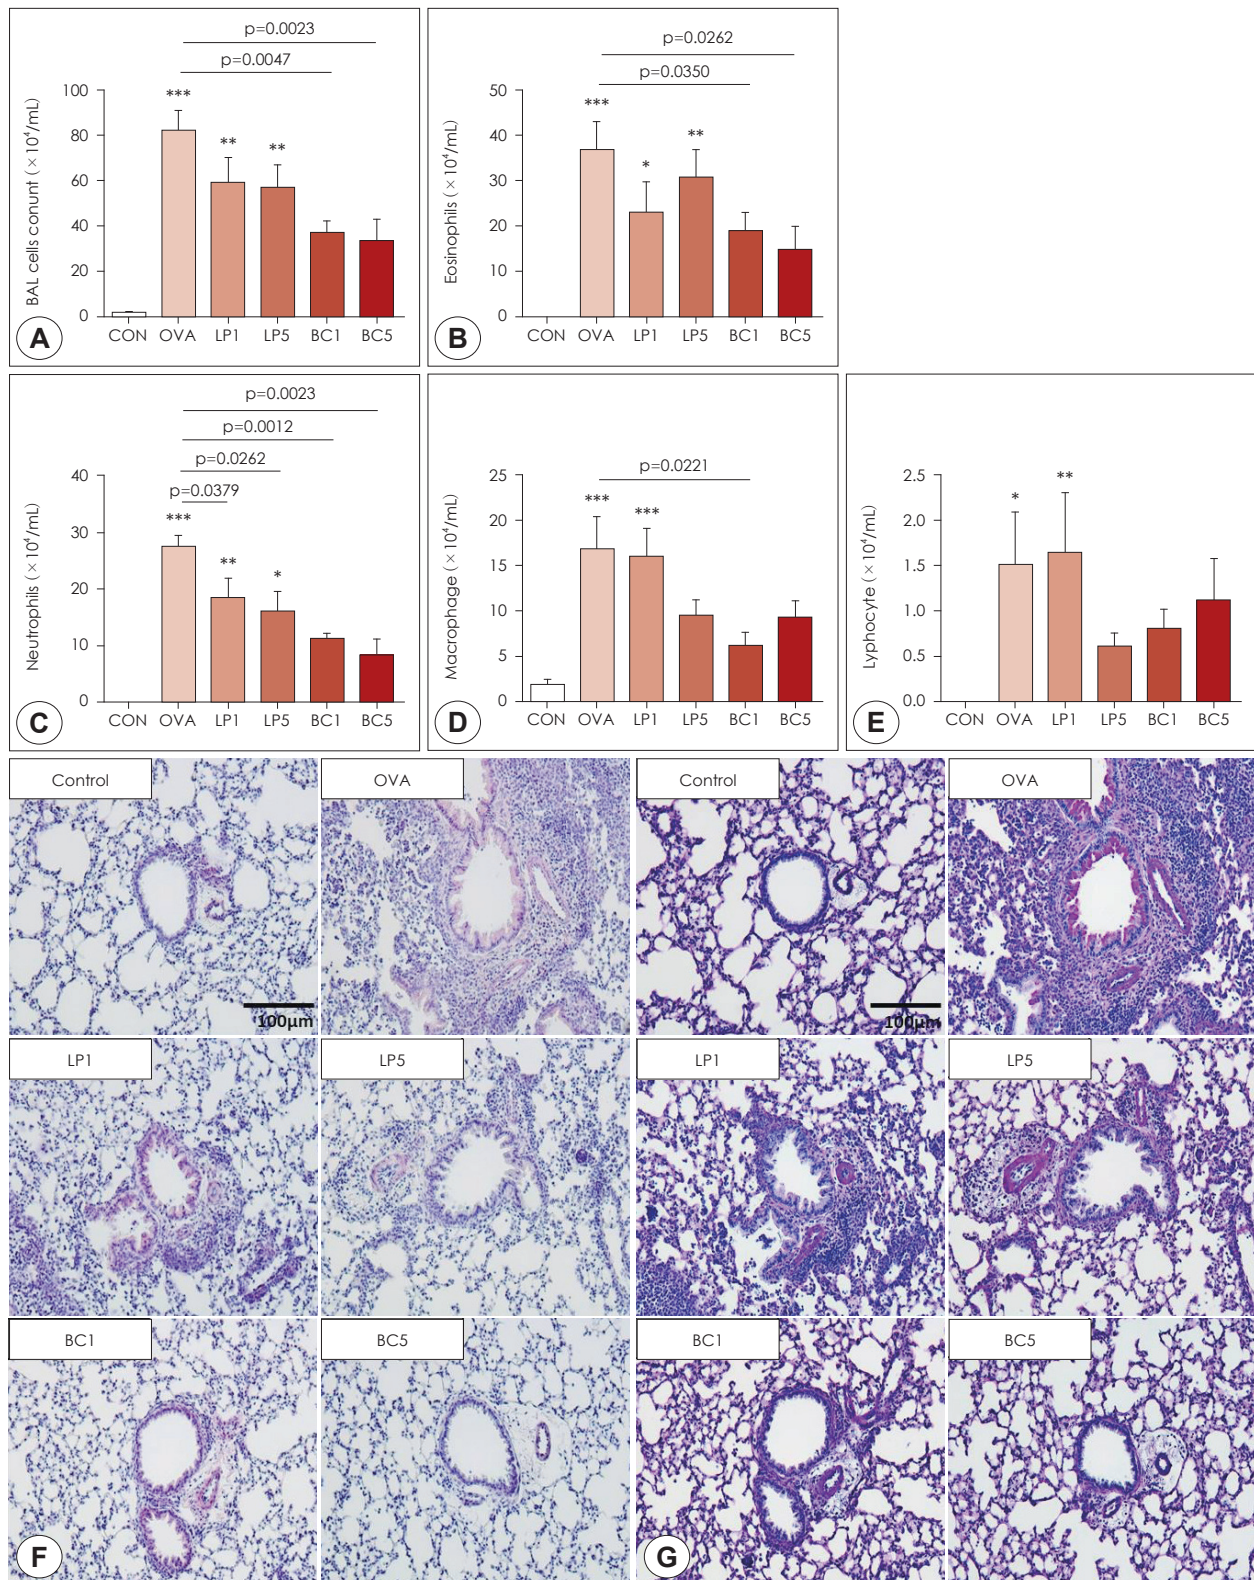 p=0.0023
p=0.0047
BAL cells conunt (×10⁴/mL)
100
80
60
40
20
0
***
**
**
CON OVA LP1 LP5 BC1 BC5
A
p=0.0262
p=0.0350
Eosinophils (×10⁴/mL)
50
40
30
20
10
0
***
*
**
CON OVA LP1 LP5 BC1 BC5
B
p=0.0023
p=0.0012
p=0.0262
p=0.0379
Neutrophils (×10⁴/mL)
40
30
20
10
0
***
**
*
CON OVA LP1 LP5 BC1 BC5
C
p=0.0221
Macrophage (×10⁴/mL)
25
20
15
10
5
0
***
***
CON OVA LP1 LP5 BC1 BC5
D
Lyphocyte (×10⁴/mL)
2.5
2.0
1.5
1.0
0.5
0.0
*
**
CON OVA LP1 LP5 BC1 BC5
E
Control
OVA
100μm
LP1
LP5
BC1
BC5
F
Control
OVA
100μm
LP1
LP5
BC1
BC5
G